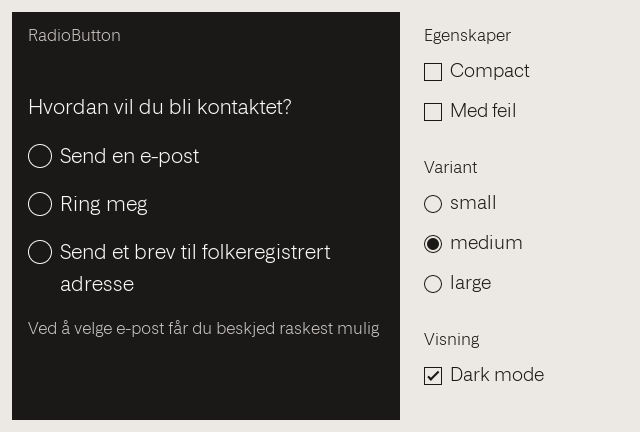 RadioButton
Hvordan vil du bli kontaktet?
Send en e-post
Ring meg
Send et brev til folkeregistrert
adresse
Ved å velge e-post får du beskjed raskest mulig
Egenskaper
Compact
Med feil
Variant
small
medium
large
Visning
Dark mode